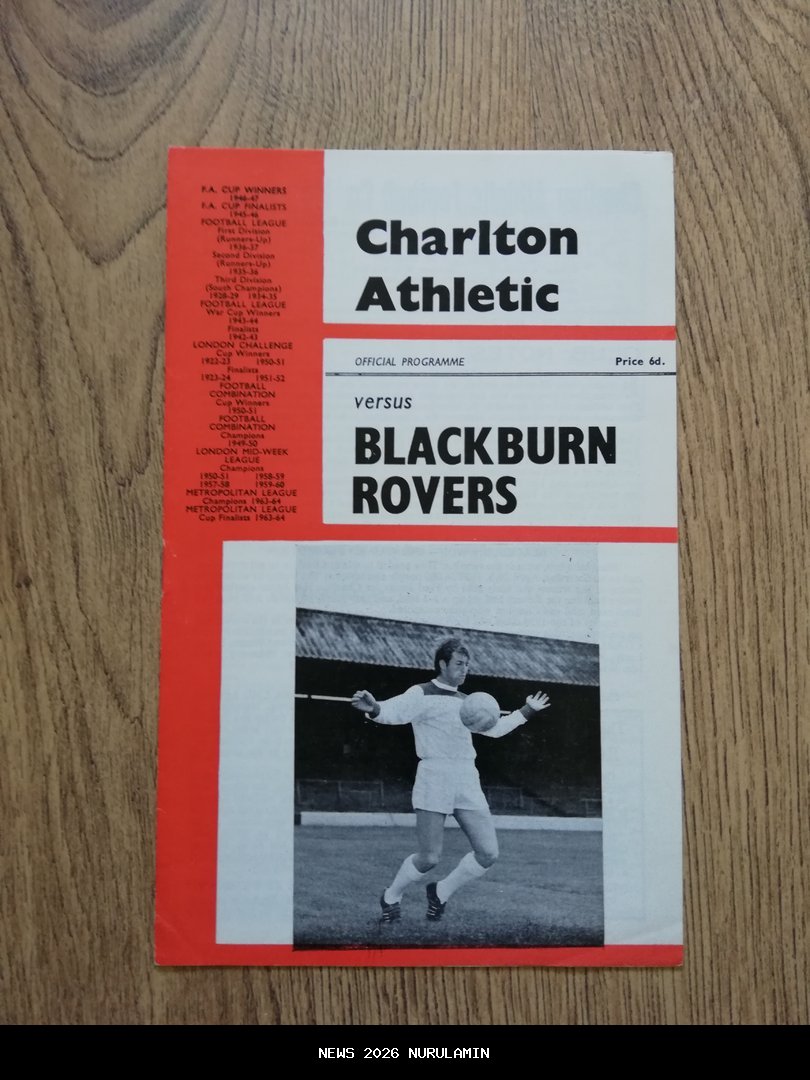 F.A. CUP WINNERS
1946-47
F.A. CUP FINALISTS
1945-46
FOOTBALL LEAGUE
First Division
(Runners-Up)
1936-37
Second Division
(Runners-Up)
1935-36
Third Division
(South Champions)
1928-29 1934-35
FOOTBALL LEAGUE
War Cup Winners
1943-44
Finalists
1942-43
LONDON CHALLENGE
Cup Winners
1922-23 1950-51
Finalists
1923-24 1951-52
FOOTBALL
COMBINATION
Cup Winners
1950-51
FOOTBALL
COMBINATION
Champions
1949-50
LONDON MID-WEEK
LEAGUE
Champions
1950-51 1958-59
1957-58 1959-60
METROPOLITAN LEAGUE
Champions 1963-64
METROPOLITAN LEAGUE
Cup Finalists 1963-64
Charlton
Athletic
OFFICIAL PROGRAMME Price 6d.
versus
BLACKBURN
ROVERS
NEWS 2026 NURULAMIN